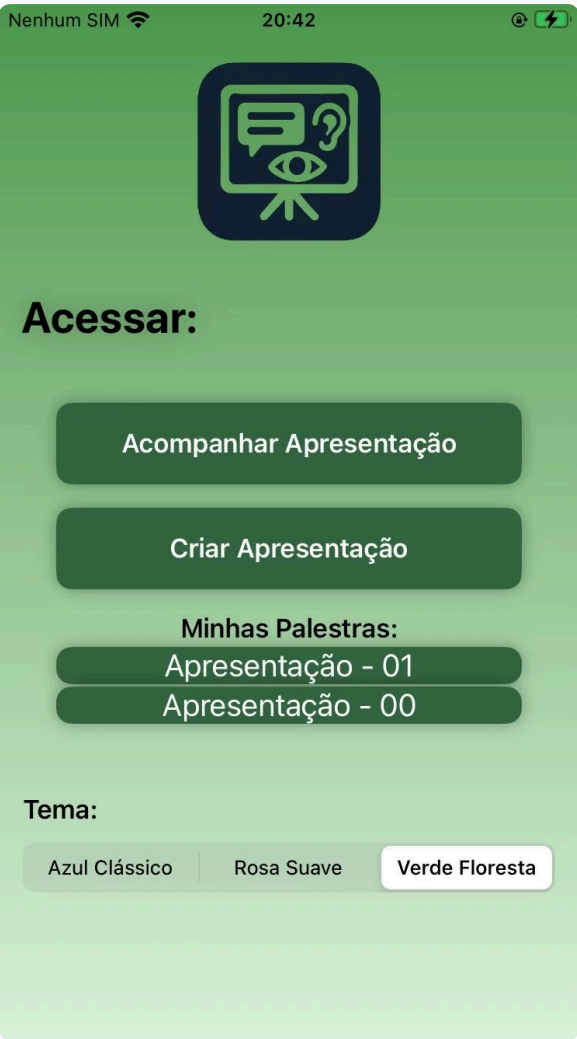 Nenhum SIM 20:42
Acessar:
Acompanhar Apresentação
Criar Apresentação
Minhas Palestras:
Apresentação - 01
Apresentação - 00
Tema:
Azul Clássico Rosa Suave Verde Floresta